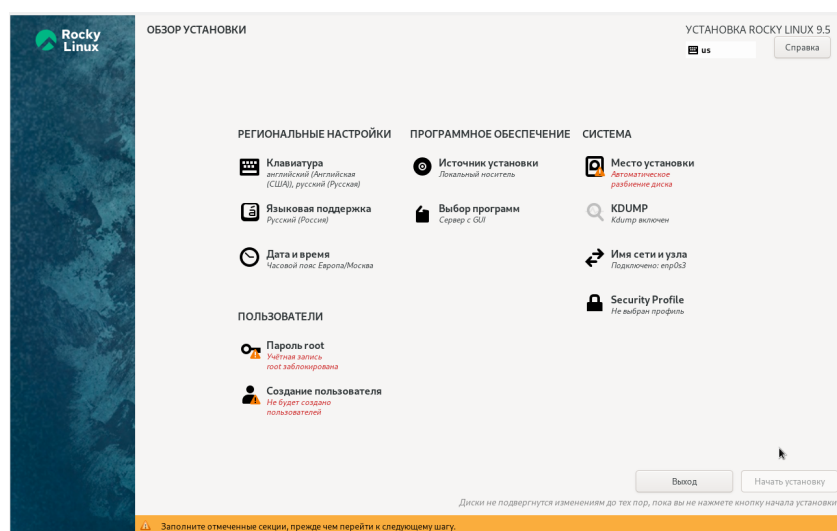 Rocky
Linux
ОБЗОР УСТАНОВКИ
УСТАНОВКА ROCKY LINUX 9.5
us
Справка
РЕГИОНАЛЬНЫЕ НАСТРОЙКИ
Клавиатура
английский (Английская
(США)), русский (Русская)
Языковая поддержка
Русский (Россия)
Дата и время
Часовой пояс Европа/Москва
ПРОГРАММНОЕ ОБЕСПЕЧЕНИЕ
Источник установки
Локальный носитель
Выбор программ
Сервер с GUI
СИСТЕМА
Место установки
Автоматическое
разбиение диска
KDUMP
Kdump включен
Имя сети и узла
Подключено: enp0s3
Security Profile
Не выбран профиль
ПОЛЬЗОВАТЕЛИ
Пароль root
Учётная запись
root заблокирована
Создание пользователя
Не будет создано
пользователей
Выход
Начать установку
Диски не подвергнутся изменениям до тех пор, пока вы не нажмете кнопку начала установки
Заполните отмеченные секции, прежде чем перейти к следующему шагу.